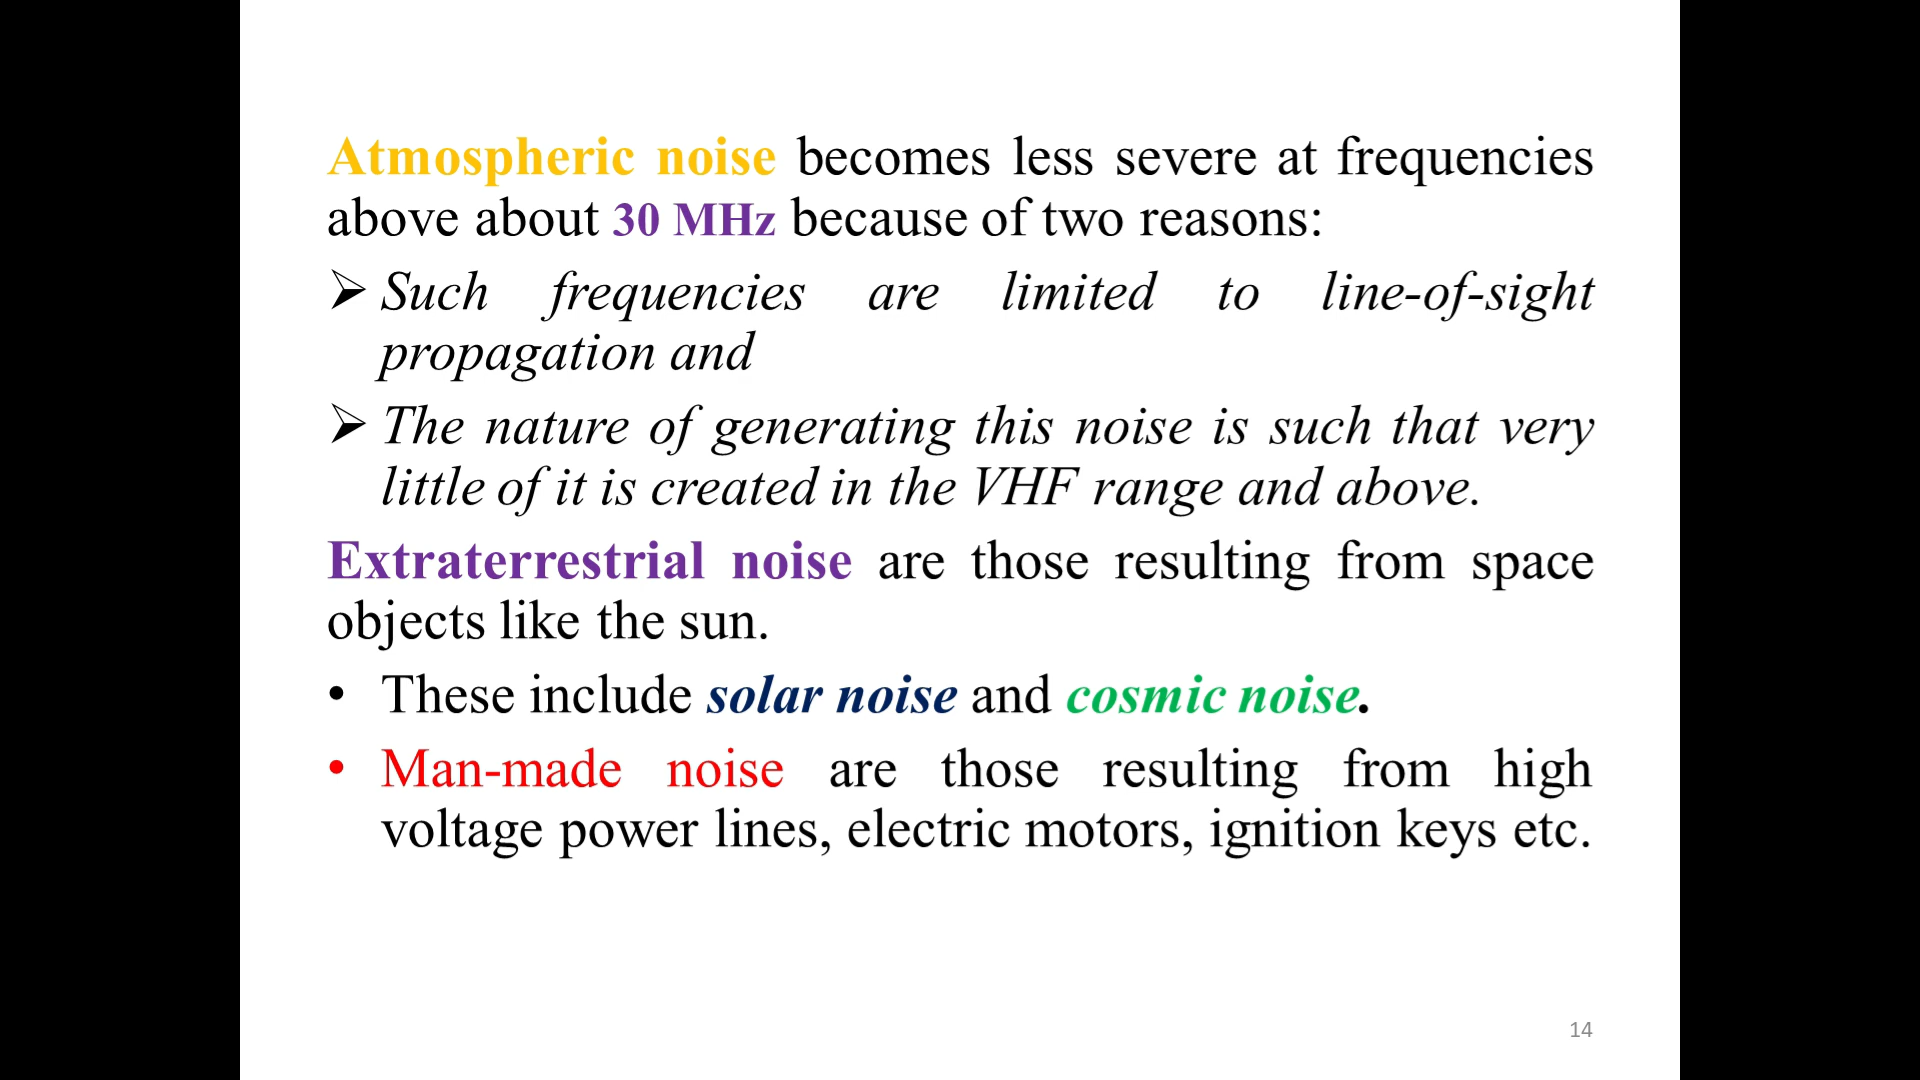 Atmospheric noise becomes less severe at frequencies
above about 30 MHz because of two reasons:
➢ Such frequencies are limited to line-of-sight
propagation and
➢ The nature of generating this noise is such that very
little of it is created in the VHF range and above.
Extraterrestrial noise are those resulting from space
objects like the sun.
• These include solar noise and cosmic noise.
• Man-made noise are those resulting from high
voltage power lines, electric motors, ignition keys etc.
14